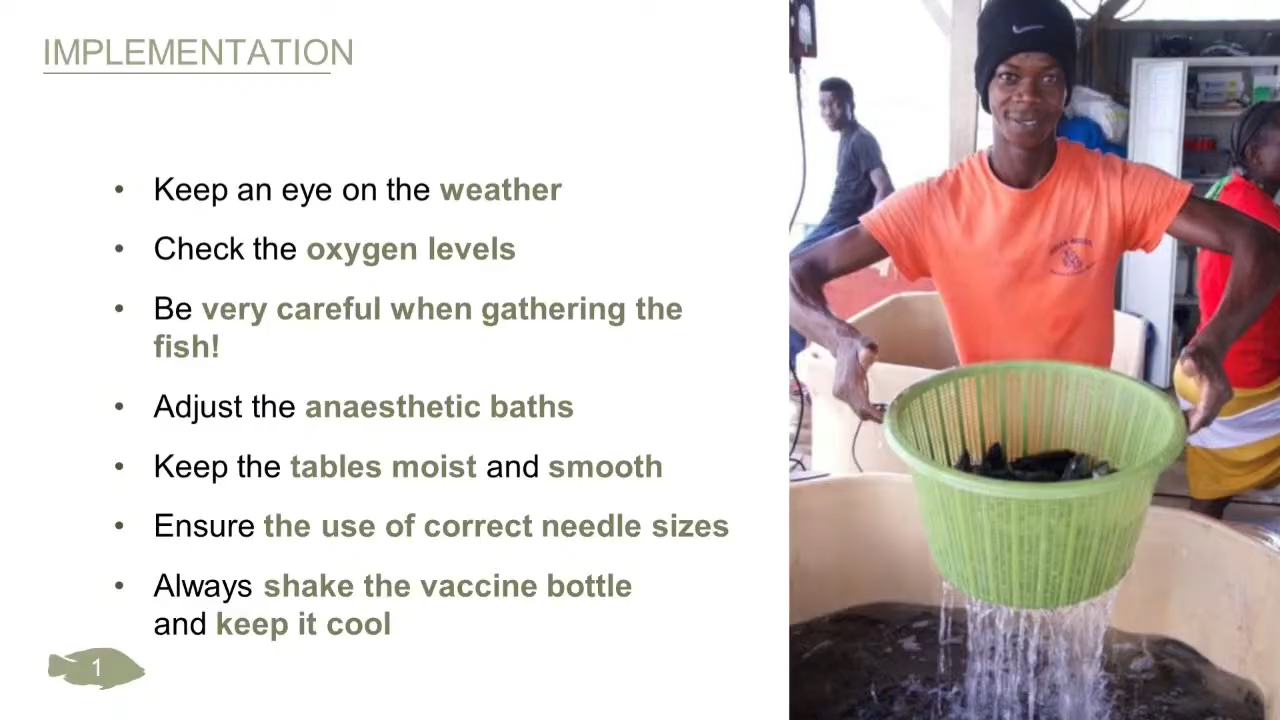 IMPLEMENTATION
• Keep an eye on the weather
• Check the oxygen levels
• Be very careful when gathering the
fish!
• Adjust the anaesthetic baths
• Keep the tables moist and smooth
• Ensure the use of correct needle sizes
• Always shake the vaccine bottle
and keep it cool
1